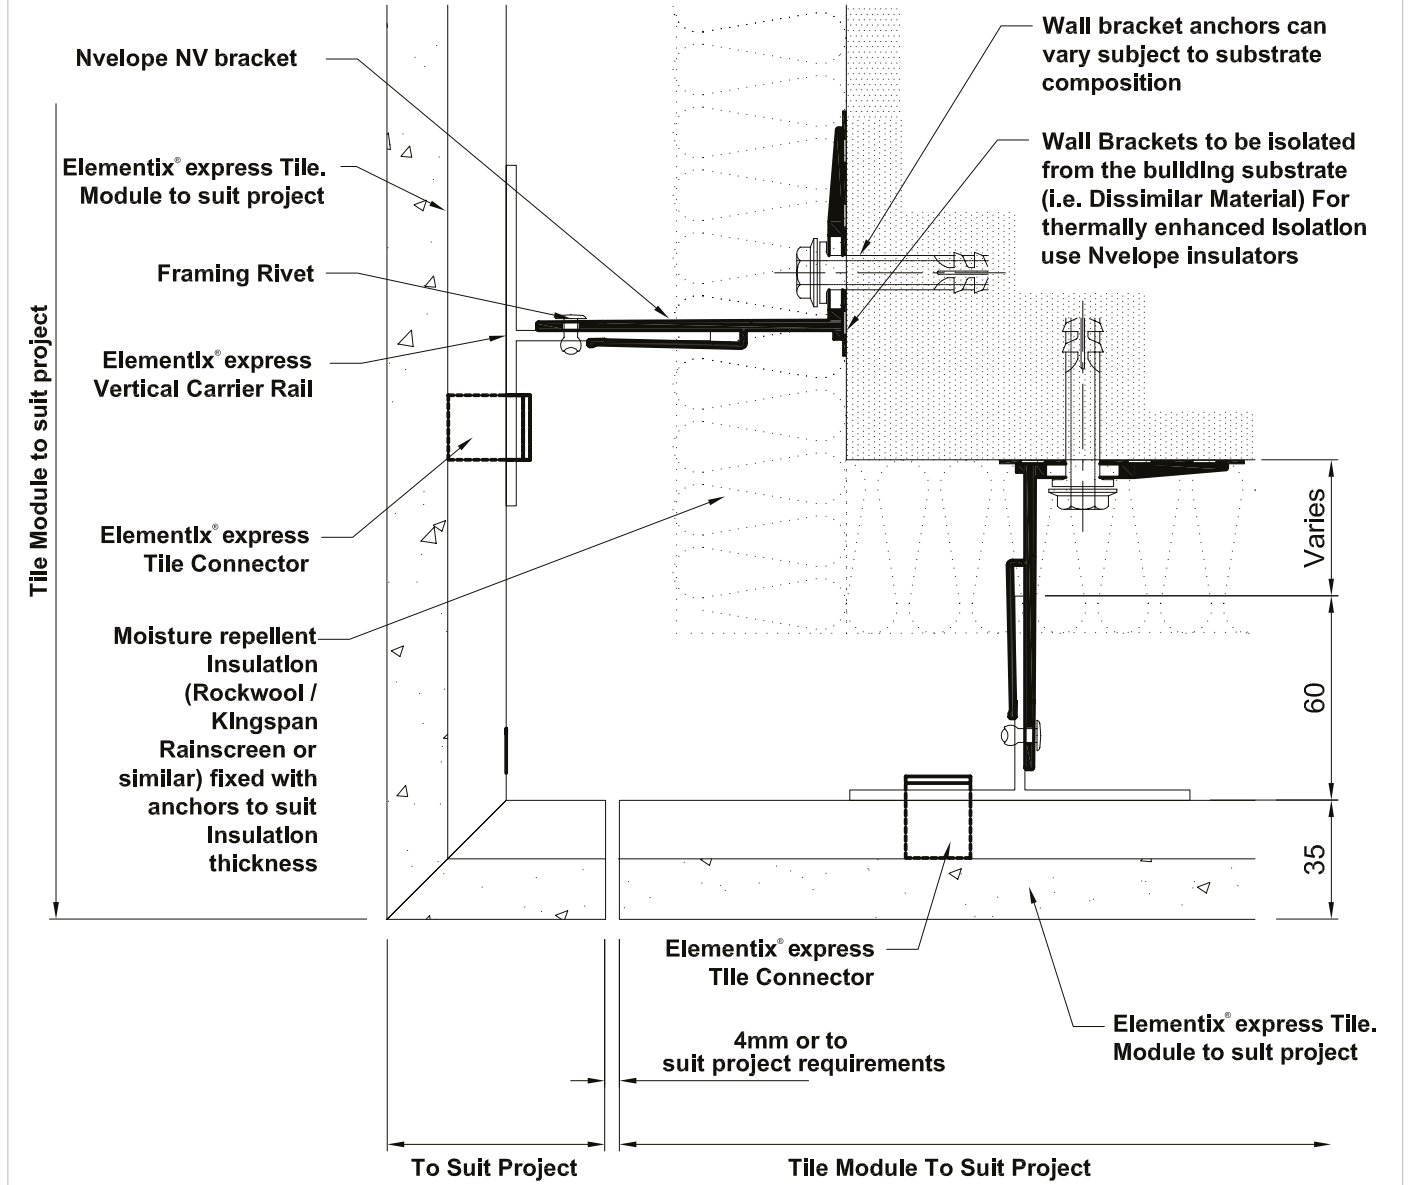 Nvelope NV bracket
Elementix® express Tile.
Module to suit project
Framing Rivet
Elementix® express
Vertical Carrier Rail
Elementix® express
Tile Connector
Moisture repellent
Insulation
(Rockwool /
Kingspan
Rainscreen or
similar) fixed with
anchors to suit
Insulation
thickness
Tile Module to suit project
Wall bracket anchors can
vary subject to substrate
composition
Wall Brackets to be isolated
from the building substrate
(i.e. Dissimilar Material) For
thermally enhanced Isolation
use Nvelope insulators
Varies
60
35
Elementix® express
Tile Connector
Elementix® express Tile.
Module to suit project
4mm or to
suit project requirements
To Suit Project
Tile Module To Suit Project